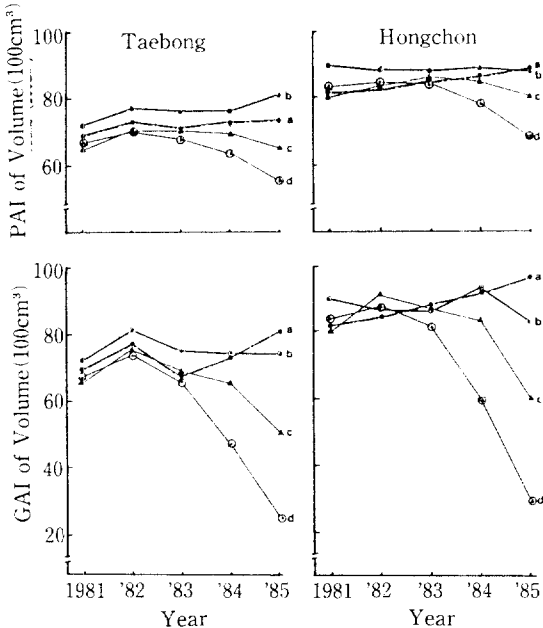 Taebong
Hongchon
PAI of Volume(100cm³)
100
80
60
a
b
c
d
b
a
c
d
GAI of Volume(100cm³)
100
80
60
40
20
a
b
c
d
a
b
c
d
1981 '82 '83 '84 '85
1981 '82 '83 '84 '85
Year
Year